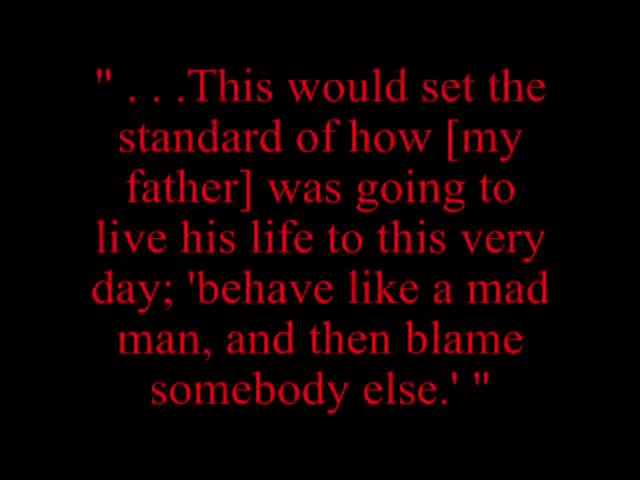 " . . .This would set the
standard of how [my
father] was going to
live his life to this very
day; 'behave like a mad
man, and then blame
somebody else.' "